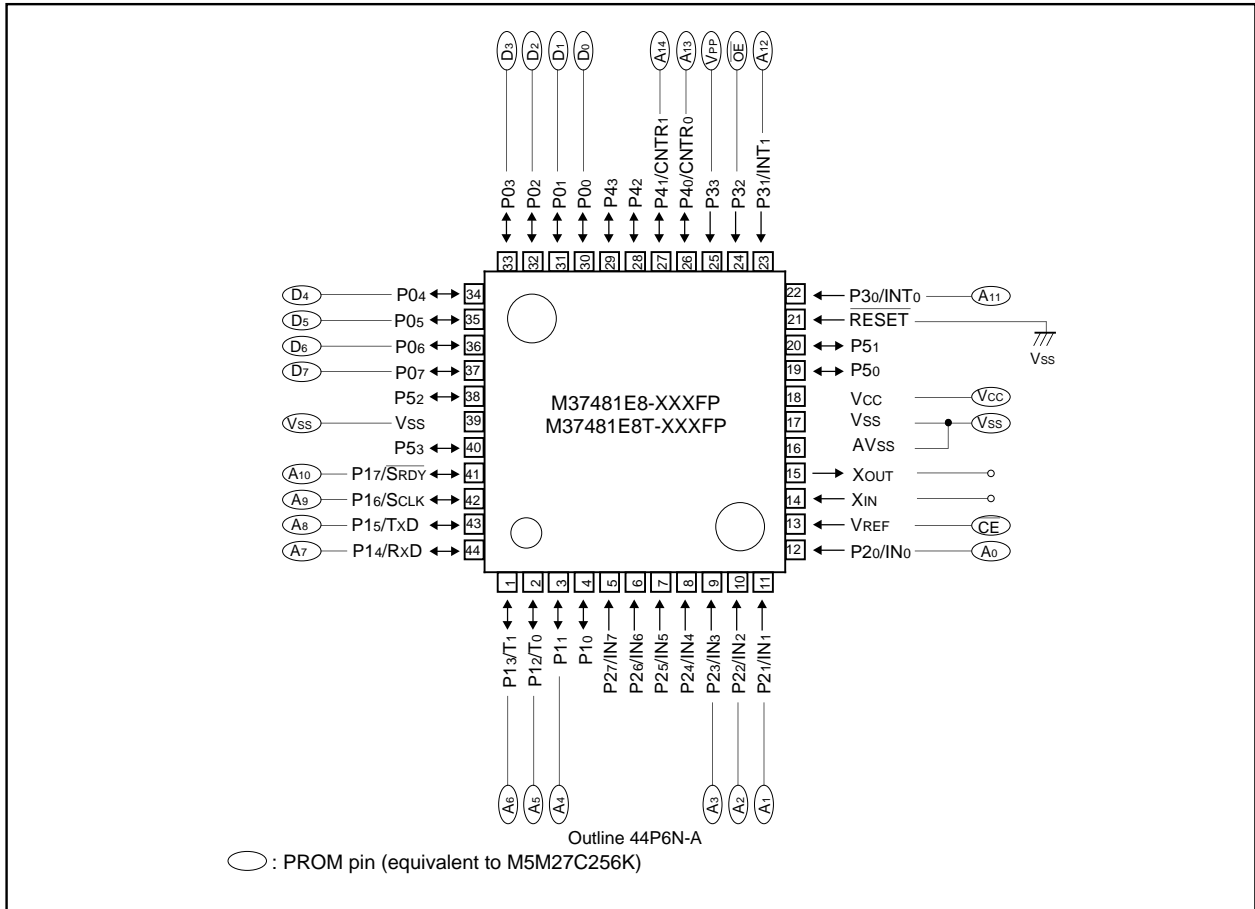 D3 D2 D1 D0 A14 A13 VPP OE A12
P03 P02 P01 P00 P43 P42 P41/CNTR1 P40/CNTR0 P33 P32 P31/INT1
33 32 31 30 29 28 27 26 25 24 23
D4 P04 34
D5 P05 35
D6 P06 36
D7 P07 37
P52 38
VSS VSS 39
P53 40
A10 P17/SRDY 41
A9 P16/SCLK 42
A8 P15/TXD 43
A7 P14/RXD 44
M37481E8-XXXFP
M37481E8T-XXXFP
22 P30/INT0 A11
21 RESET
VSS
20 P51
19 P50
18 VCC VCC
17 VSS VSS
16 AVSS
15 XOUT
14 XIN
13 VREF CE
12 P20/IN0 A0
1 2 3 4 5 6 7 8 9 10 11
P13/T1 P12/T0 P11 P10 P27/IN7 P26/IN6 P25/IN5 P24/IN4 P23/IN3 P22/IN2 P21/IN1
A6 A5 A4 A3 A2 A1
Outline 44P6N-A
: PROM pin (equivalent to M5M27C256K)